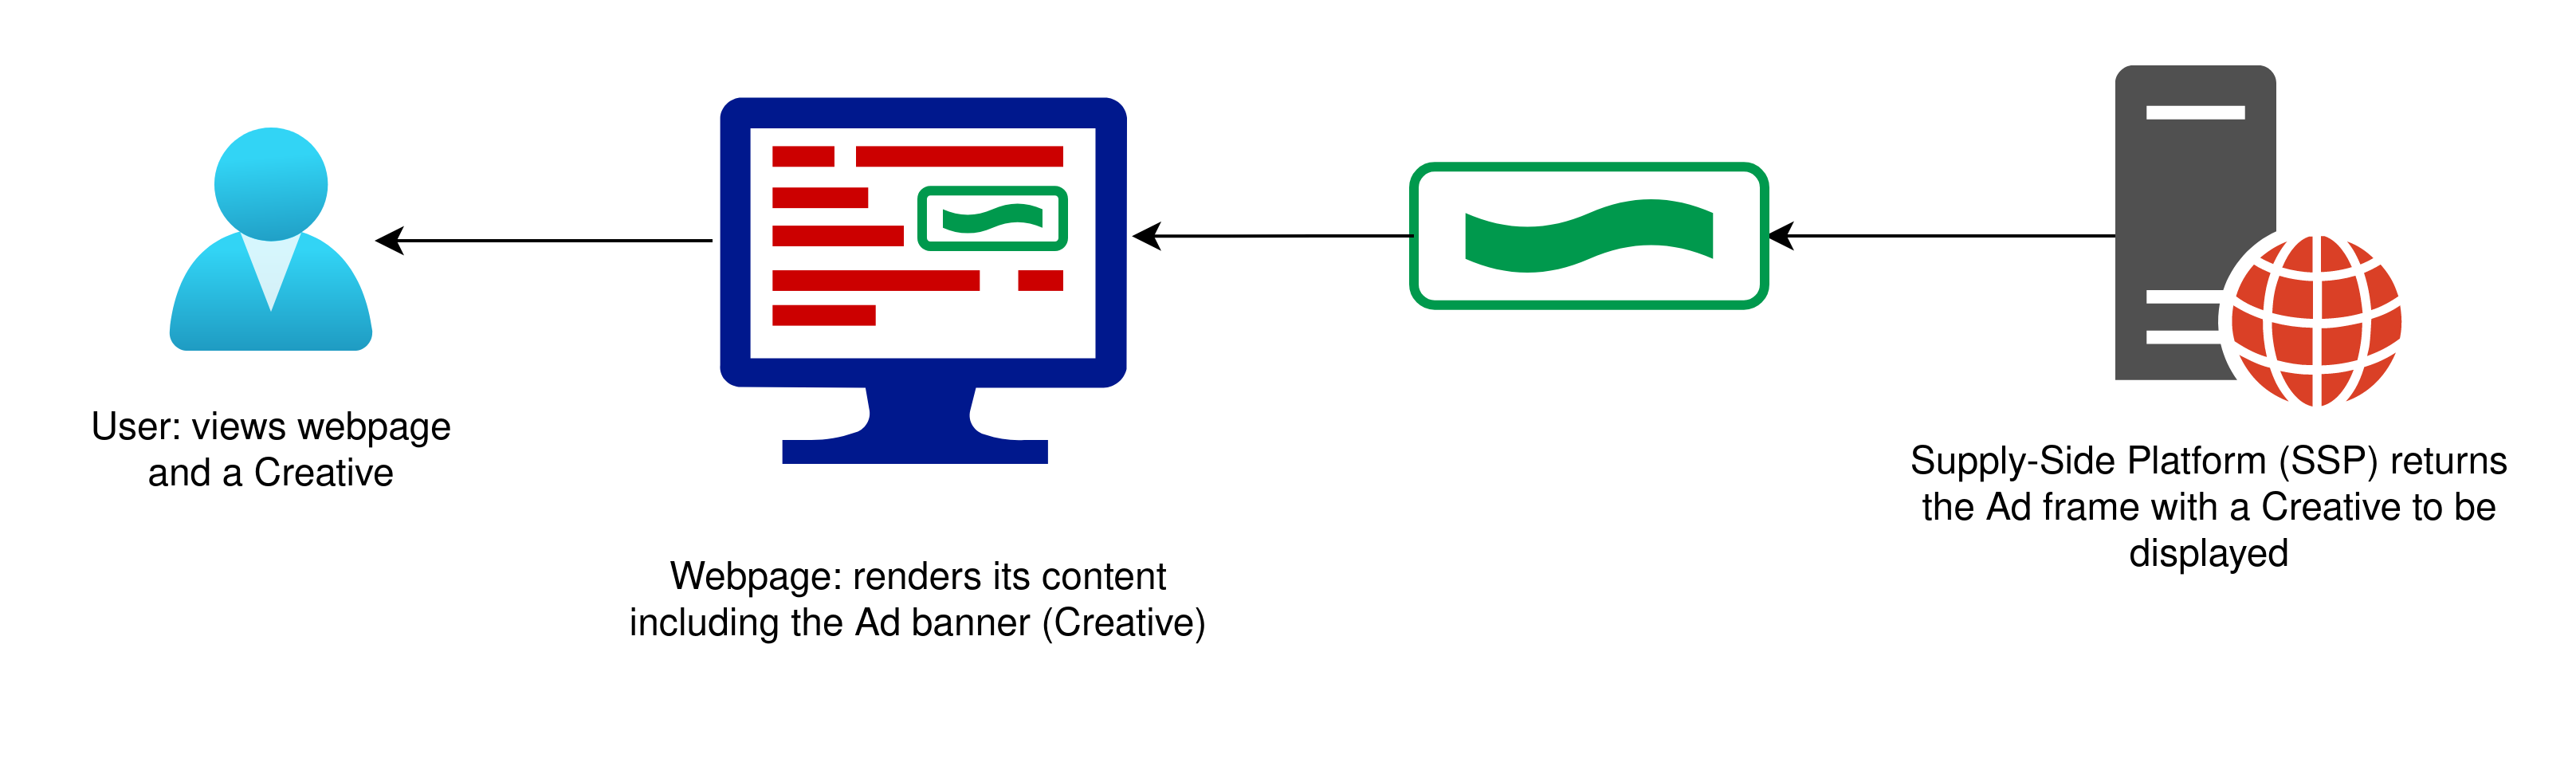 User: views webpage
and a Creative
Webpage: renders its content
including the Ad banner (Creative)
Supply-Side Platform (SSP) returns
the Ad frame with a Creative to be
displayed